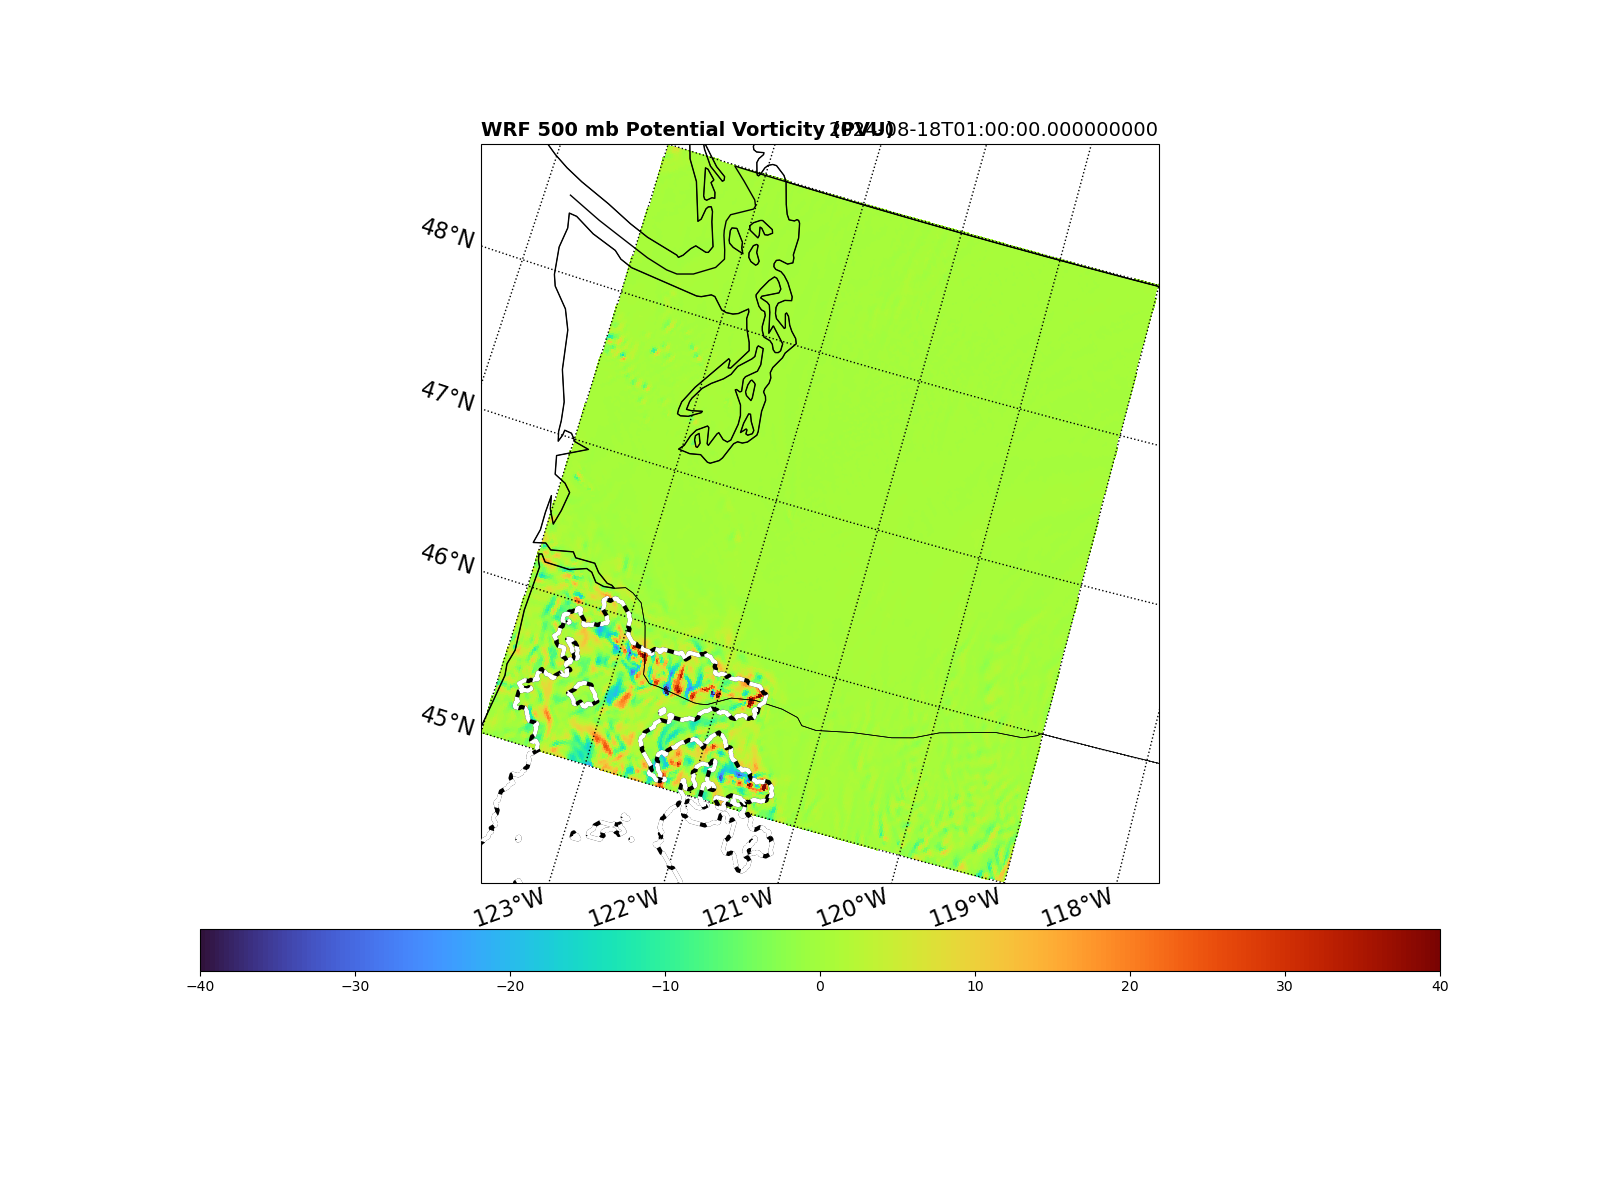 WRF 500 mb Potential Vorticity (PVU) 2024-08-18T01:00:00.000000000
48°N
47°N
46°N
45°N
123°W 122°W 121°W 120°W 119°W 118°W
−40 −30 −20 −10 0 10 20 30 40